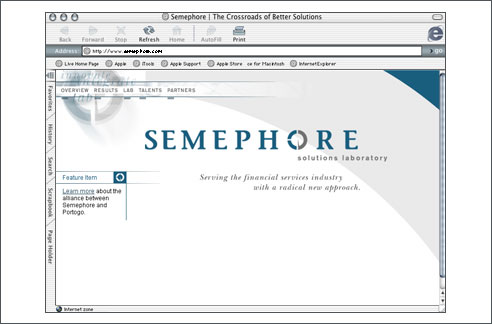 Semephore | The Crossroads of Better Solutions
Back Forward Stop Refresh Home AutoFill Print
Address: http://www.semephore.com go
Live Home Page Apple iTools Apple Support Apple Store ce for Macintosh Internet Explorer
OVERVIEW RESULTS LAB TALENTS PARTNERS
Favorites
History
Search
Scrapbook
Page Holder
SEMEPHORE
solutions laboratory
Serving the financial services industry
with a radical new approach.
Feature Item
Learn more about the
alliance between
Semephore and
Portogo.
Internet zone